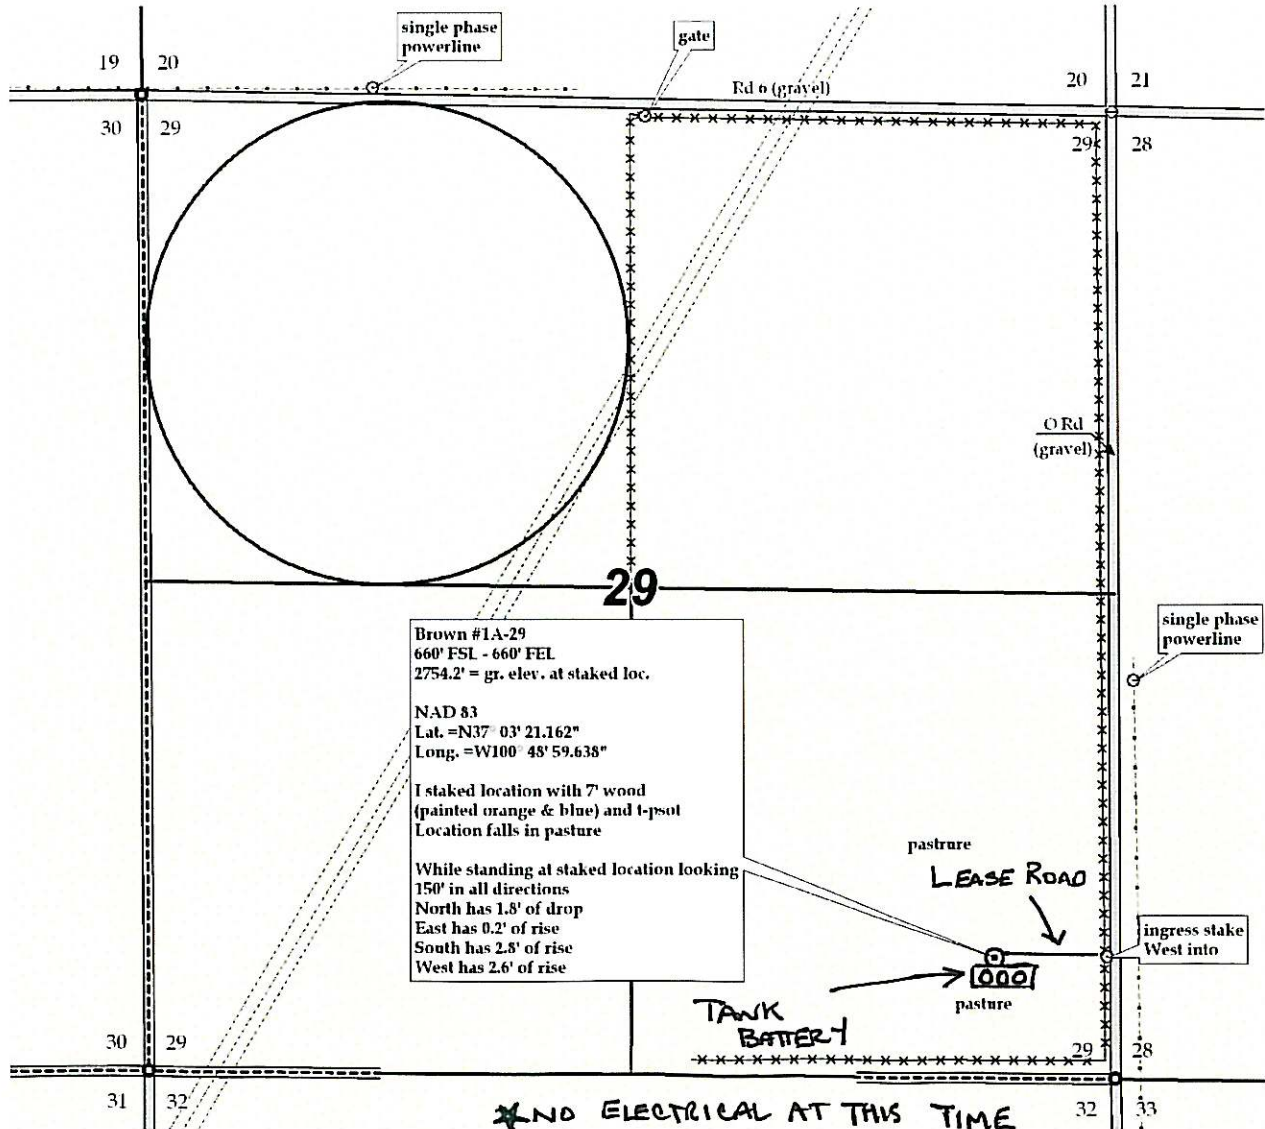 single phase
powerline
gate
19 20
20 21
Rd 6 (gravel)
30 29
29 28
O Rd
(gravel)
29
single phase
powerline
Brown #1A-29
660' FSL - 660' FEL
2754.2' = gr. elev. at staked loc.
NAD 83
Lat. =N37° 03' 21.162"
Long. =W100° 48' 59.638"
I staked location with 7' wood
(painted orange & blue) and t-psot
Location falls in pasture
While standing at staked location looking
150' in all directions
North has 1.8' of drop
East has 0.2' of rise
South has 2.8' of rise
West has 2.6' of rise
pastrure
LEASE ROAD
ingress stake
West into
pasture
TANK
BATTERY
30 29
29 28
31 32
32 33
NO ELECTRICAL AT THIS TIME